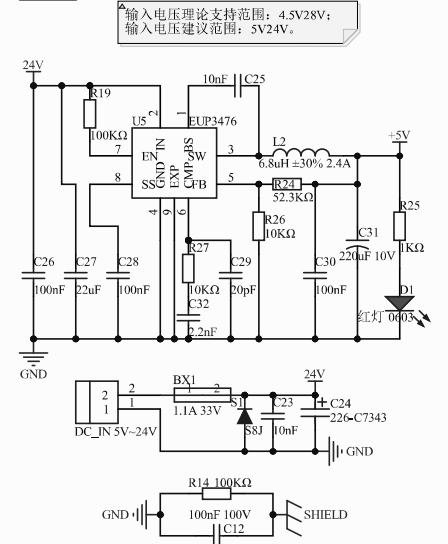 输入电压理论支持范围：4.5V28V；
输入电压建议范围：5V24V。
24V
10nF
C25
R19
100KΩ
U5
EUP3476
2
1
7
8
3
5
4
9
6
EN
SS
GND
IN
EXP
CMP
BS
SW
FB
L2
6.8uH ±30% 2.4A
+5V
R24
52.3KΩ
R26
10KΩ
R25
1KΩ
C31
220uF 10V
C26
100nF
C27
22uF
C28
100nF
R27
10KΩ
C29
20pF
C30
100nF
C32
2.2nF
D1
红灯 0603
GND
2
1
2
1
DC_IN 5V~24V
BX1
1
2
1.1A 33V
24V
S1
S8J
C23
10nF
C24
226-C7343
GND
R14 100KΩ
GND
100nF 100V
C12
SHIELD